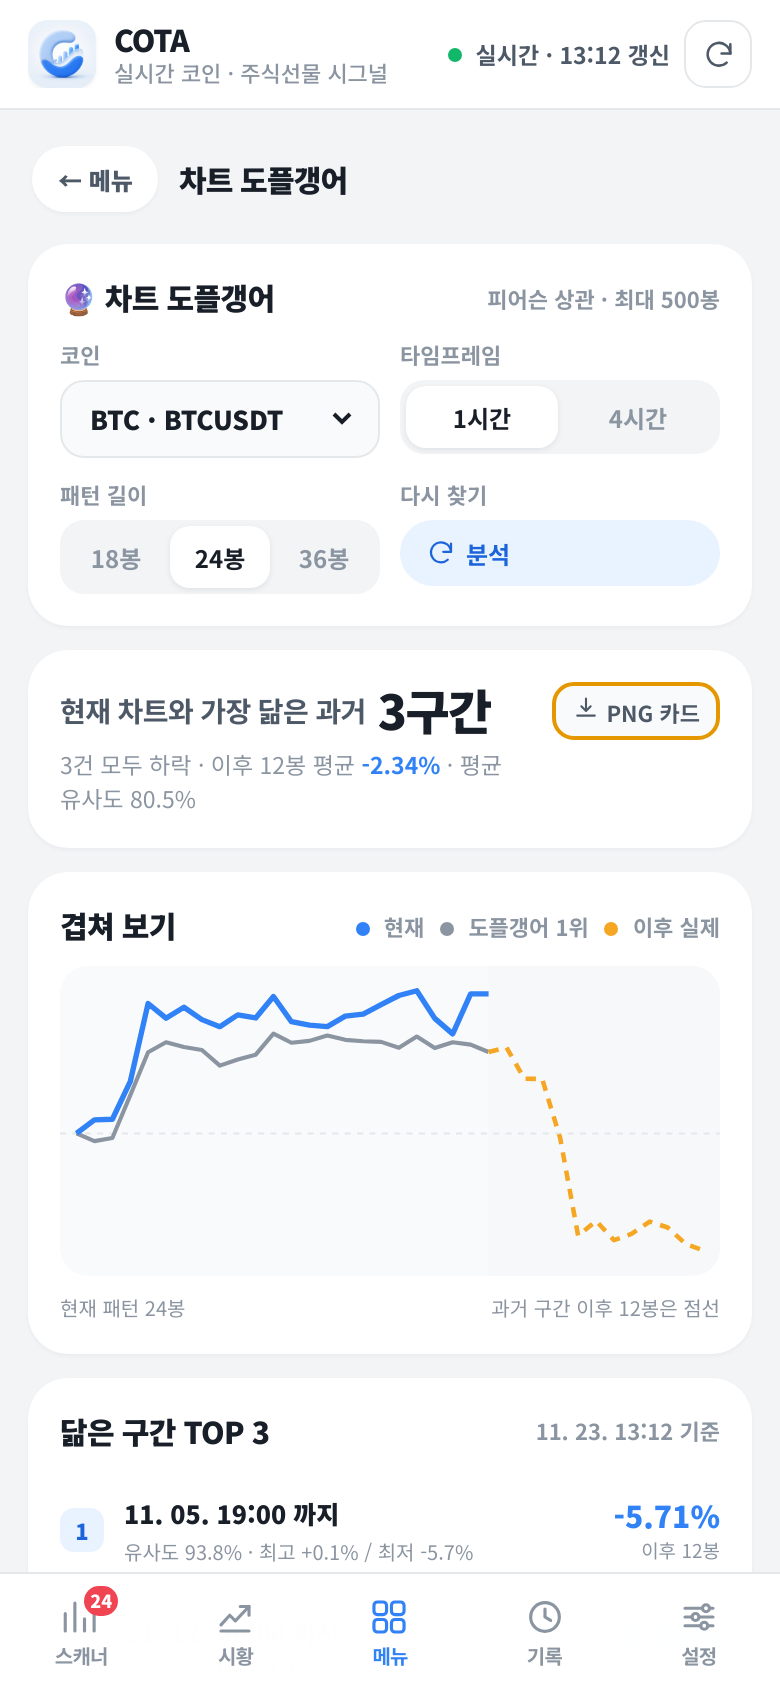 COTA
실시간 코인 · 주식선물 시그널
실시간 · 13:12 갱신
← 메뉴
차트 도플갱어
차트 도플갱어
피어슨 상관 · 최대 500봉
코인
타임프레임
BTC · BTCUSDT
1시간
4시간
패턴 길이
다시 찾기
18봉
24봉
36봉
분석
현재 차트와 가장 닮은 과거 3구간
PNG 카드
3건 모두 하락 · 이후 12봉 평균 -2.34% · 평균
유사도 80.5%
겹쳐 보기
현재
도플갱어 1위
이후 실제
현재 패턴 24봉
과거 구간 이후 12봉은 점선
닮은 구간 TOP 3
11. 23. 13:12 기준
1
11. 05. 19:00 까지
-5.71%
유사도 93.8% · 최고 +0.1% / 최저 -5.7%
이후 12봉
24
스캐너
시황
메뉴
기록
설정